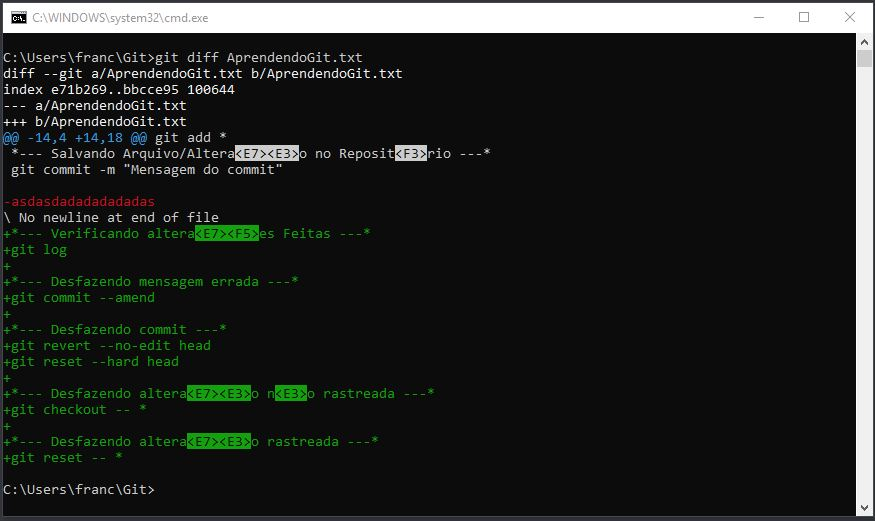 C:\WINDOWS\system32\cmd.exe
C:\Users\franc\Git>git diff AprendendoGit.txt
diff --git a/AprendendoGit.txt b/AprendendoGit.txt
index e71b269..bbcce95 100644
--- a/AprendendoGit.txt
+++ b/AprendendoGit.txt
@@ -14,4 +14,18 @@ git add *
 *--- Salvando Arquivo/Altera<E7><E3>o no Reposit<F3>rio ---*
 git commit -m "Mensagem do commit"

-asdasdadadadadadas
\ No newline at end of file
+*--- Verificando altera<E7><F5>es Feitas ---*
+git log
+
+*--- Desfazendo mensagem errada ---*
+git commit --amend
+
+*--- Desfazendo commit ---*
+git revert --no-edit head
+git reset --hard head
+
+*--- Desfazendo altera<E7><E3>o n<E3>o rastreada ---*
+git checkout -- *
+
+*--- Desfazendo altera<E7><E3>o rastreada ---*
+git reset -- *

C:\Users\franc\Git>